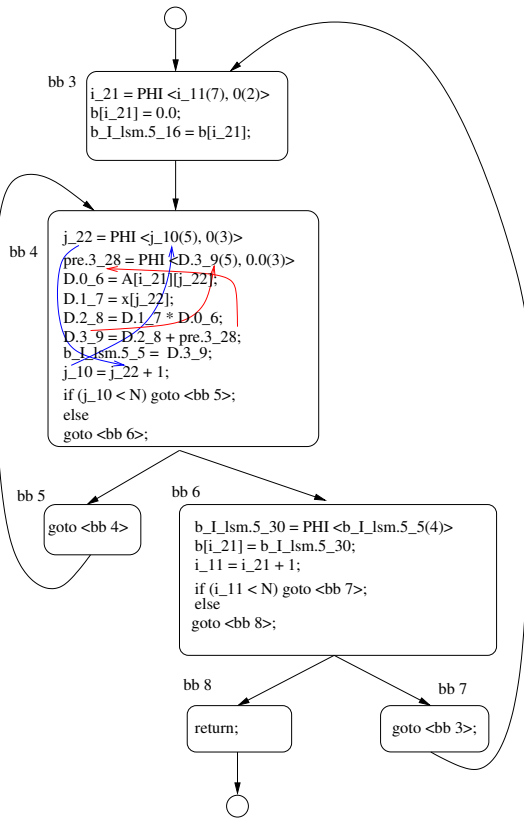 bb 3
i_21 = PHI <i_11(7), 0(2)>
b[i_21] = 0.0;
b_I_lsm.5_16 = b[i_21];
bb 4
j_22 = PHI <j_10(5), 0(3)>
pre.3_28 = PHI <D.3_9(5), 0.0(3)>
D.0_6 = A[i_21][j_22];
D.1_7 = x[j_22];
D.2_8 = D.1_7 * D.0_6;
D.3_9 = D.2_8 + pre.3_28;
b_I_lsm.5_5 = D.3_9;
j_10 = j_22 + 1;
if (j_10 < N) goto <bb 5>;
else
goto <bb 6>;
bb 5
goto <bb 4>
bb 6
b_I_lsm.5_30 = PHI <b_I_lsm.5_5(4)>
b[i_21] = b_I_lsm.5_30;
i_11 = i_21 + 1;
if (i_11 < N) goto <bb 7>;
else
goto <bb 8>;
bb 8
return;
bb 7
goto <bb 3>;